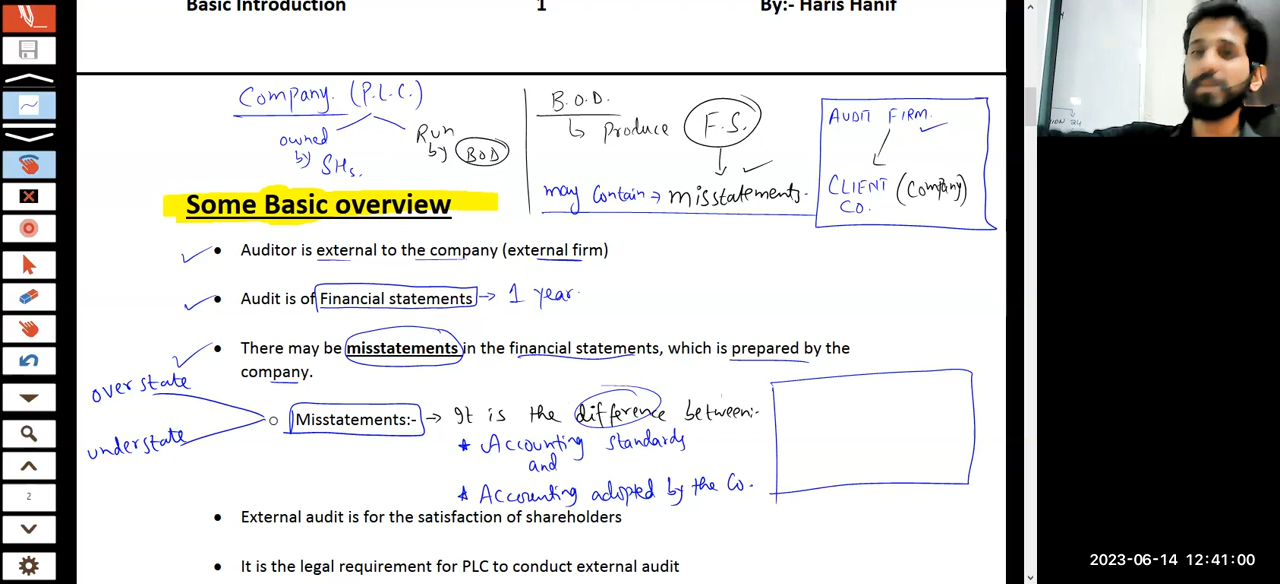 Basic Introduction 1 By:- Haris Hanif
Company. (P.L.C.)
owned by SHs.
Run by BOD
B.O.D.
↳ produce F.S.
may contain → misstatements.
AUDIT FIRM.
CLIENT CO. (Company)
Some Basic overview
• Auditor is external to the company (external firm)
• Audit is of Financial statements → 1 year.
• There may be misstatements in the financial statements, which is prepared by the
company.
overstate
understate
○ Misstatements:- → It is the difference between:-
* Accounting standards
and
* Accounting adopted by the Co.
• External audit is for the satisfaction of shareholders
• It is the legal requirement for PLC to conduct external audit
2
2023-06-14 12:41:00